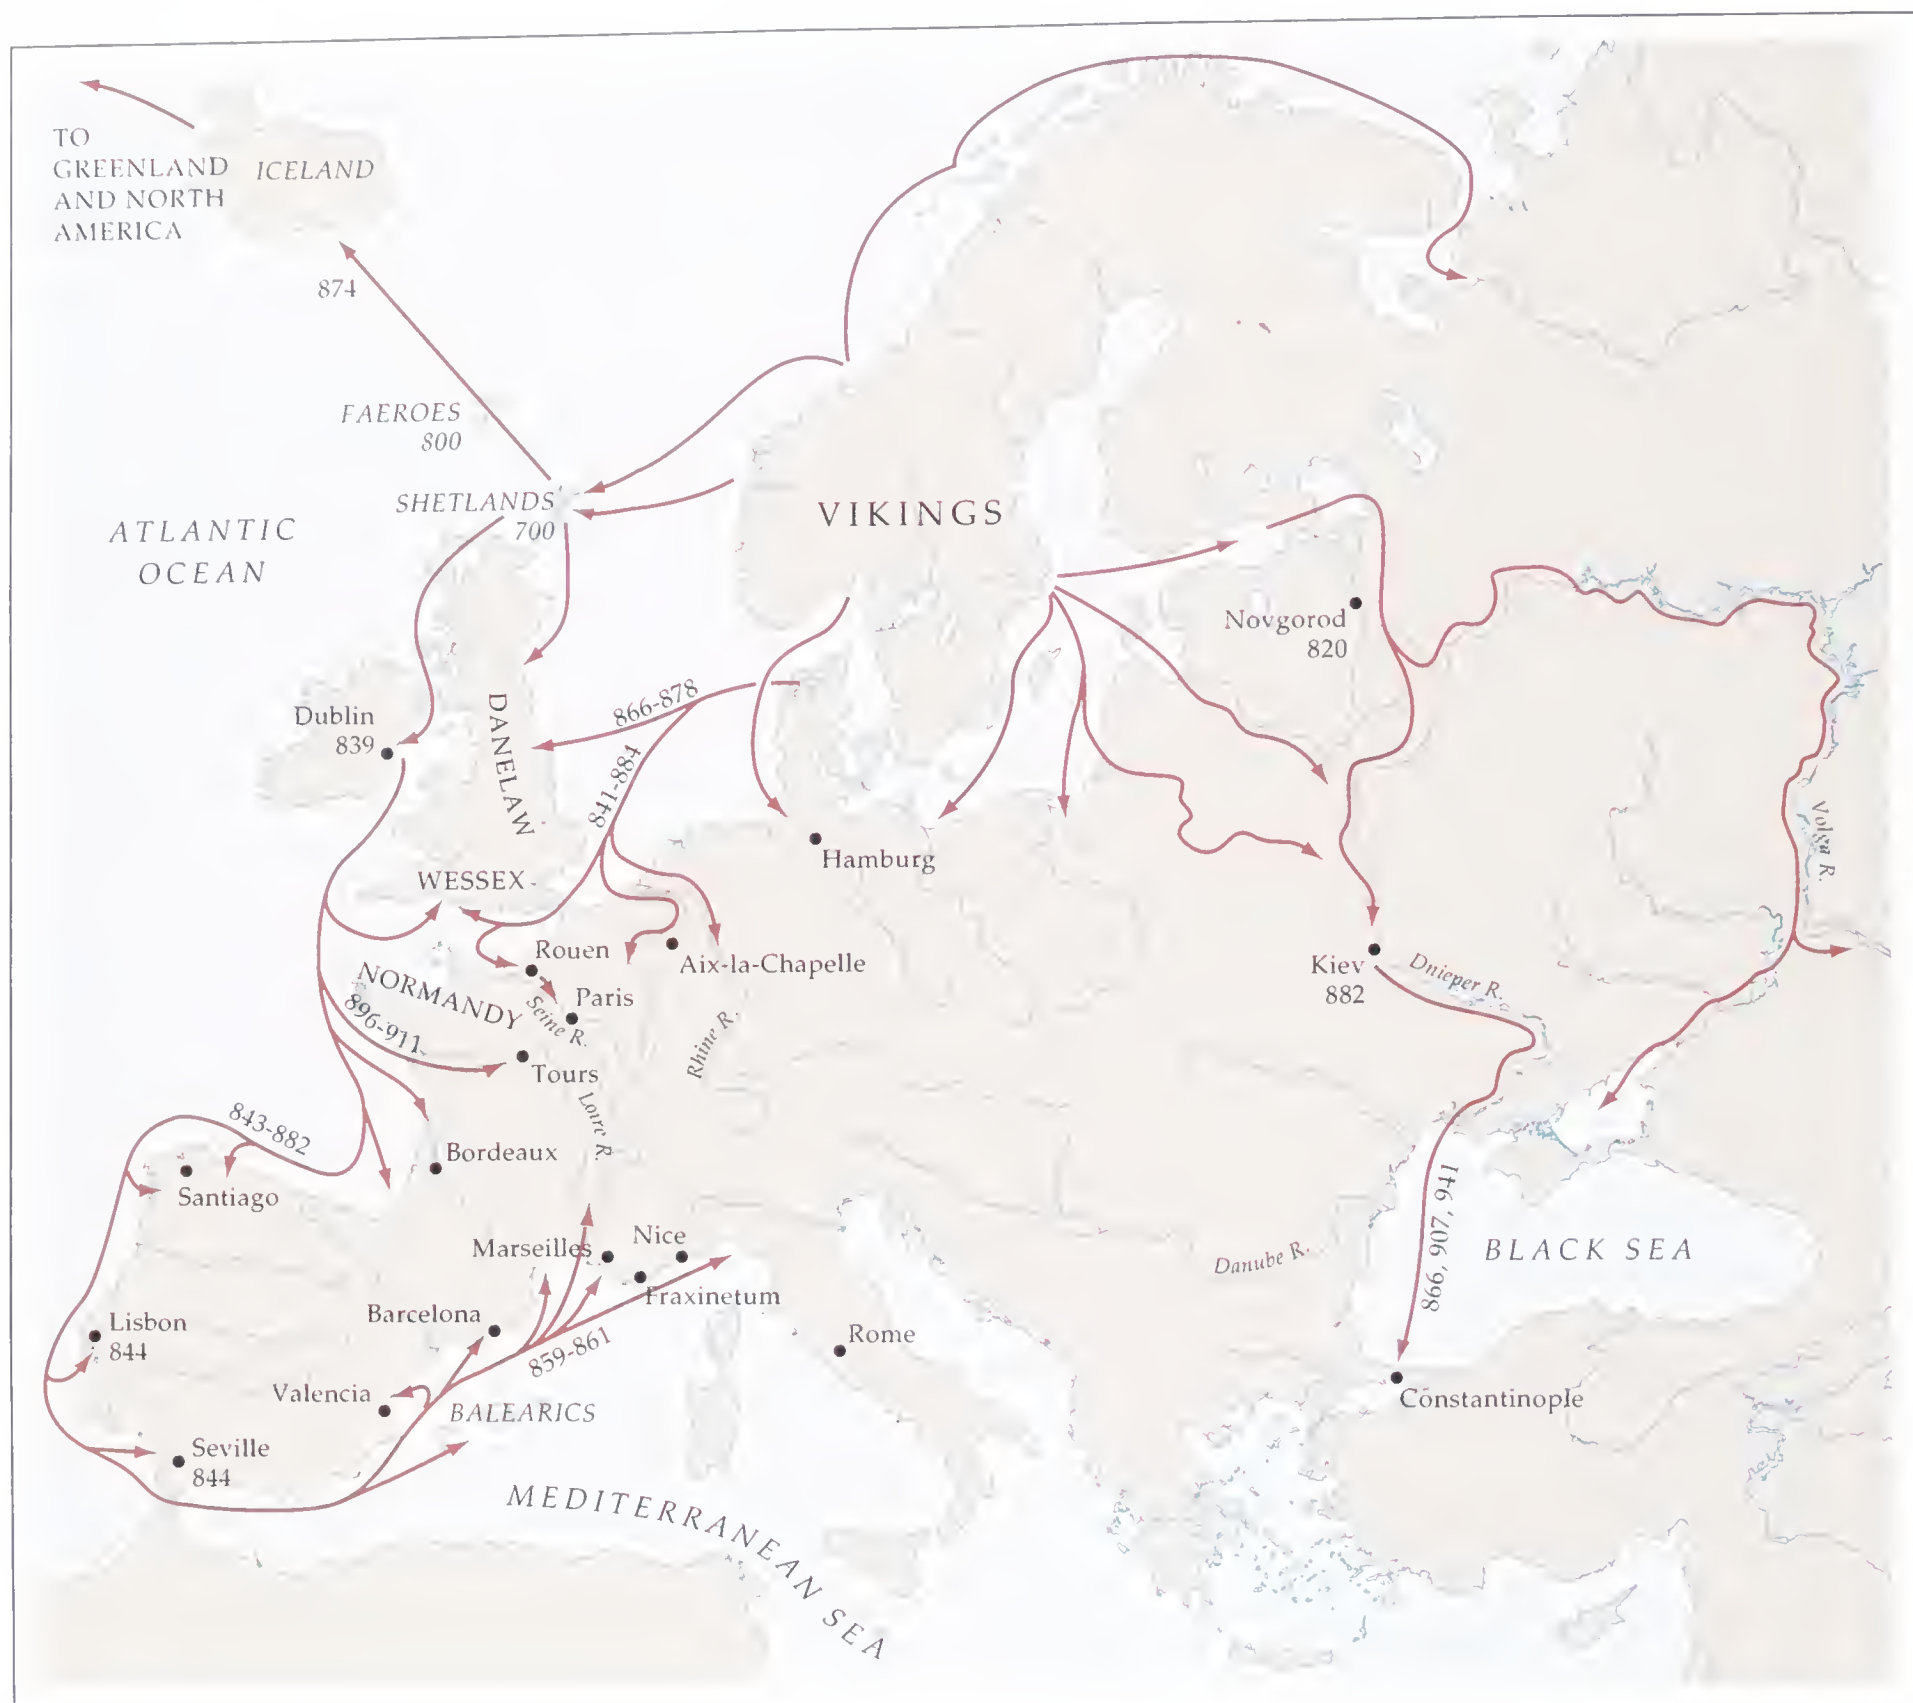 TO
GREENLAND
AND NORTH
AMERICA
ICELAND
874
FAEROES
800
SHETLANDS
700
ATLANTIC
OCEAN
VIKINGS
Novgorod
820
Dublin
839
DANELAW
866-878
841-884
WESSEX
Hamburg
Volga R.
Rouen
Aix-la-Chapelle
NORMANDY
Seine R.
Paris
896-911
Tours
Rhine R.
Loire R.
Kiev
882
Dnieper R.
843-882
Bordeaux
Santiago
Marseilles
Nice
Fraxinetum
Danube R.
866, 907, 941
BLACK SEA
Lisbon
844
Barcelona
859-861
Rome
Valencia
BALEARICS
Constantinople
Seville
844
MEDITERRANEAN SEA